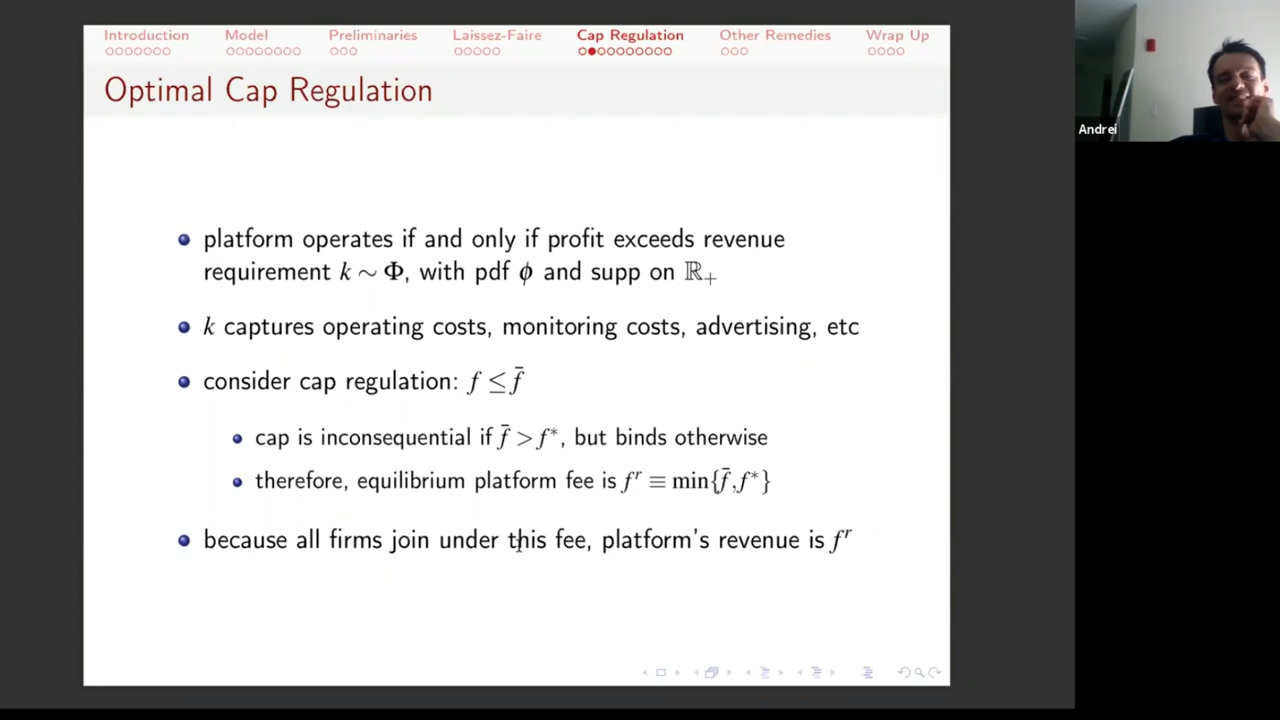 Introduction Model Preliminaries Laissez-Faire Cap Regulation Other Remedies Wrap Up
Optimal Cap Regulation
platform operates if and only if profit exceeds revenue
requirement k ∼ Φ, with pdf ϕ and supp on ℝ₊
k captures operating costs, monitoring costs, advertising, etc
consider cap regulation: f ≤ f̄
cap is inconsequential if f̄ > f*, but binds otherwise
therefore, equilibrium platform fee is fʳ ≡ min{f̄, f*}
because all firms join under this fee, platform's revenue is fʳ
Andrei